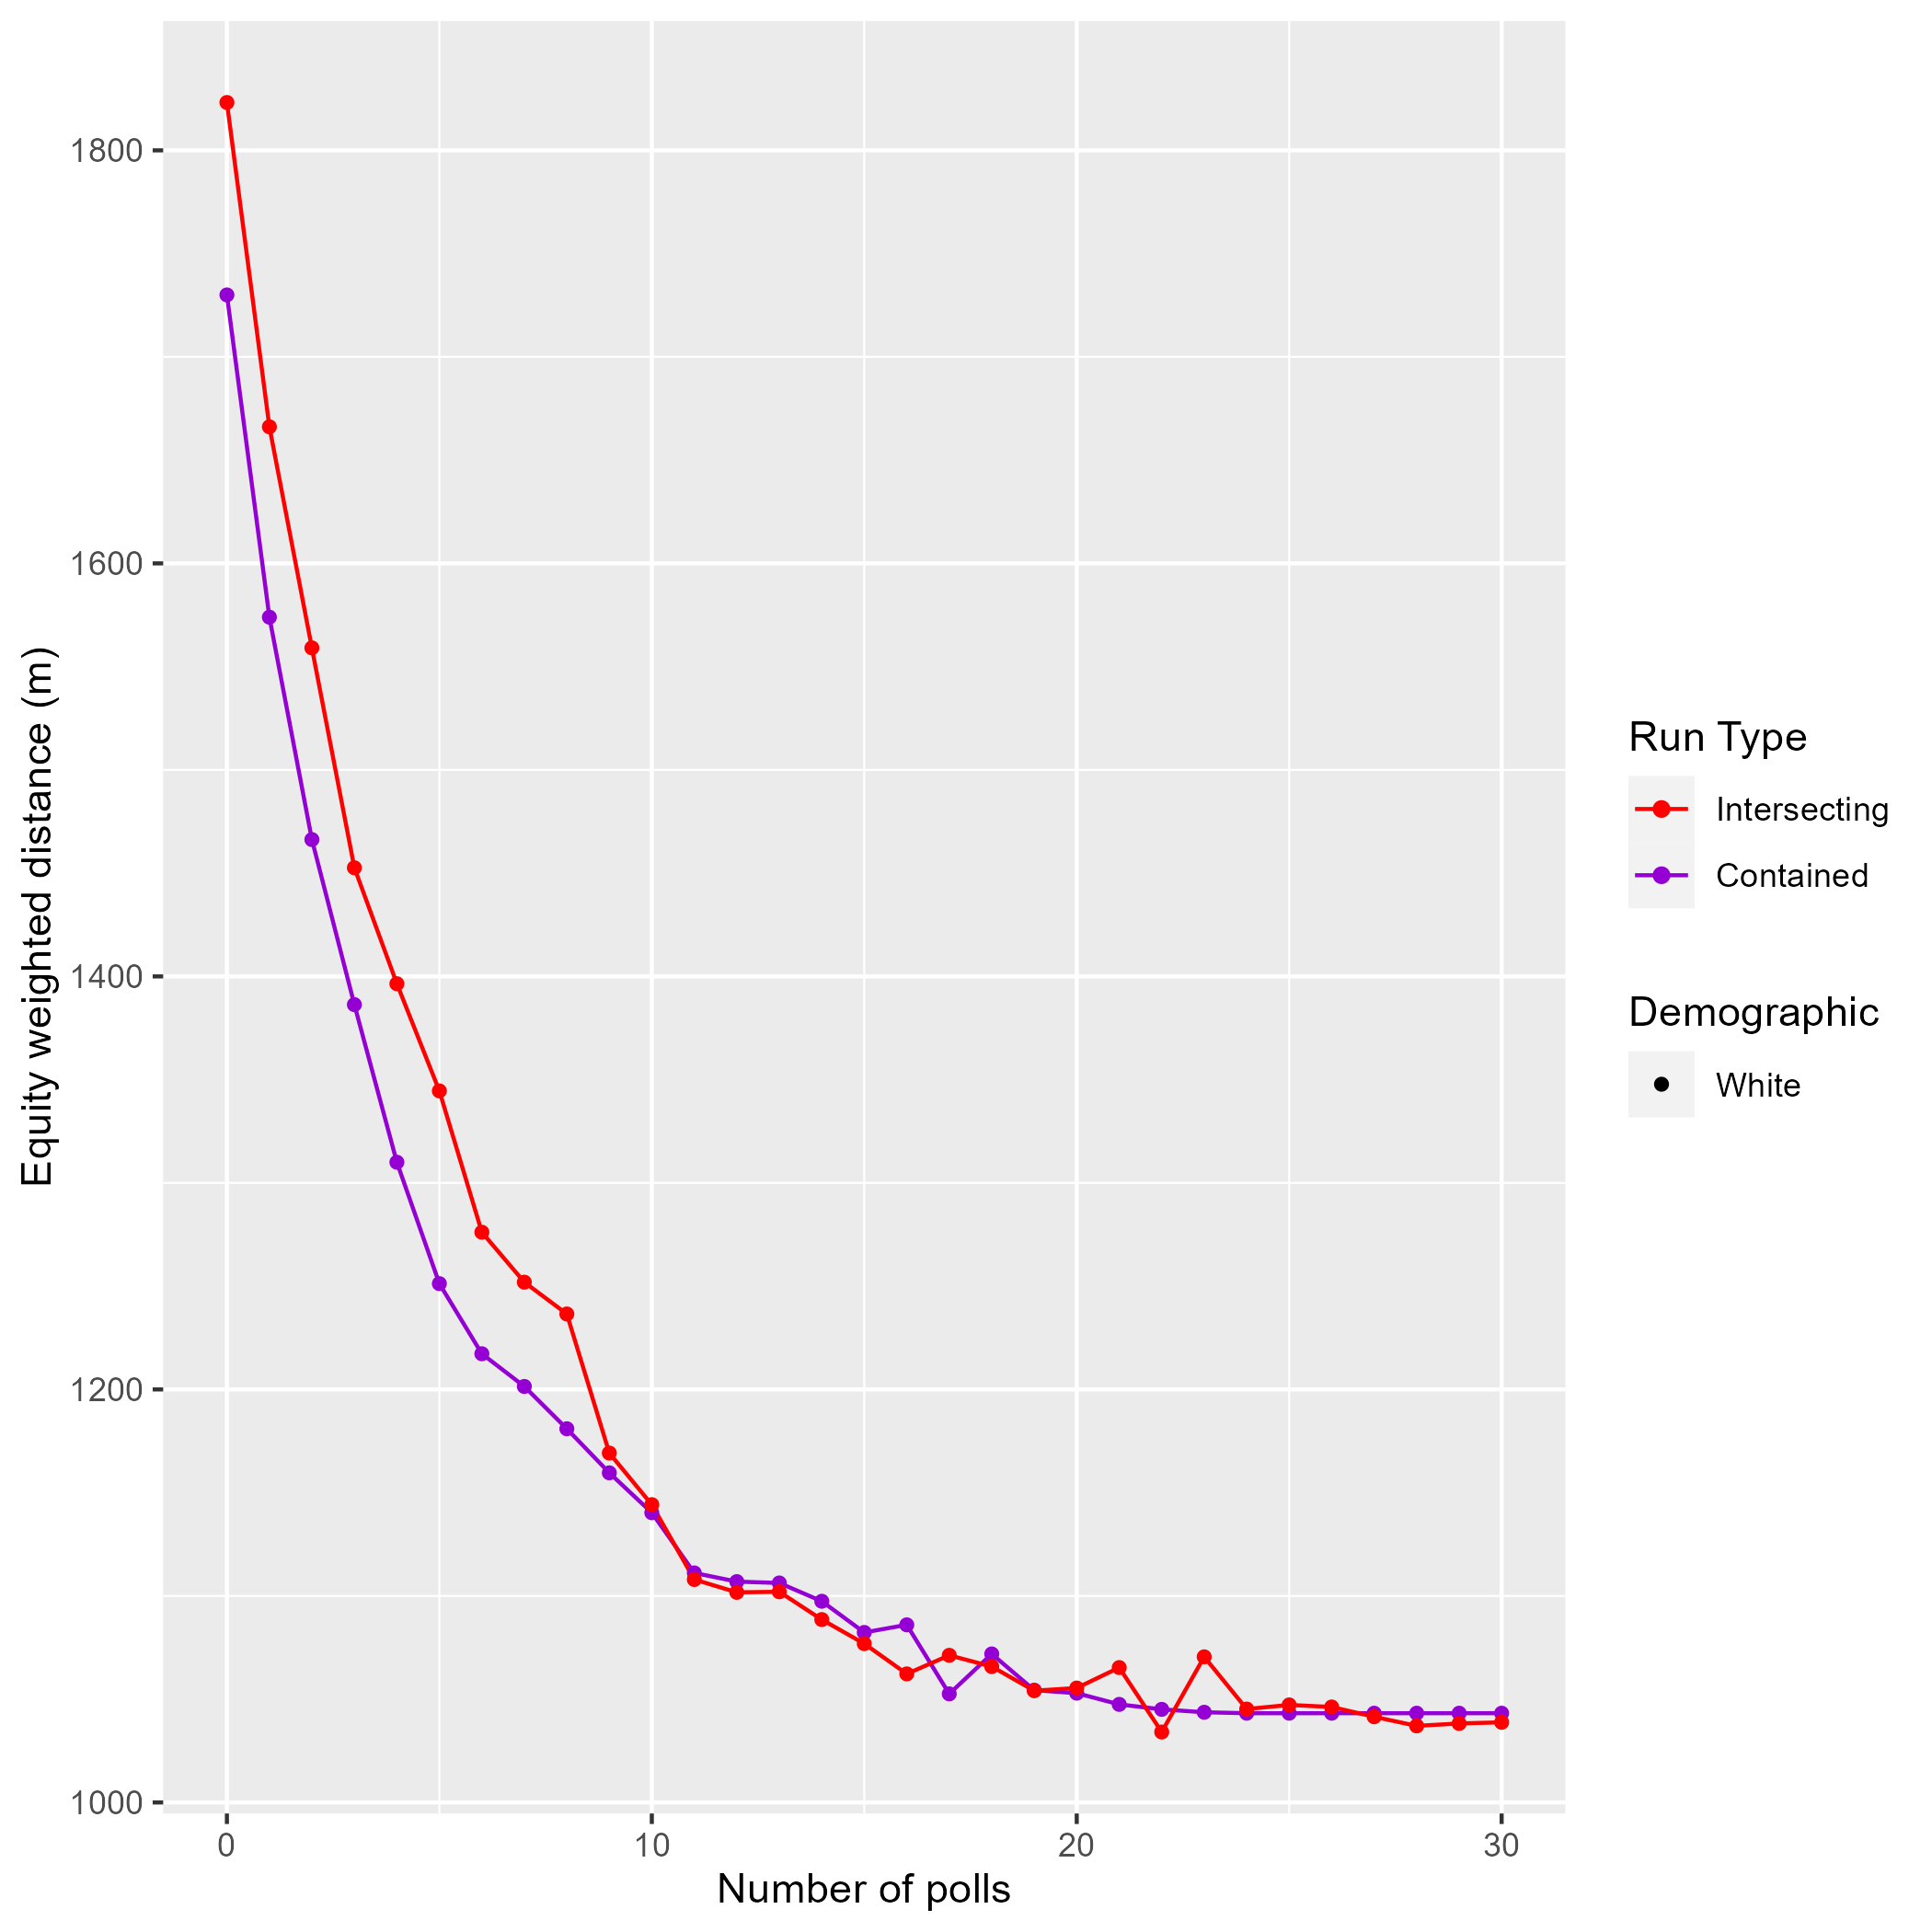 Equity weighted distance (m)
1800
1600
1400
1200
1000
0 10 20 30
Number of polls
Run Type
Intersecting
Contained
Demographic
White